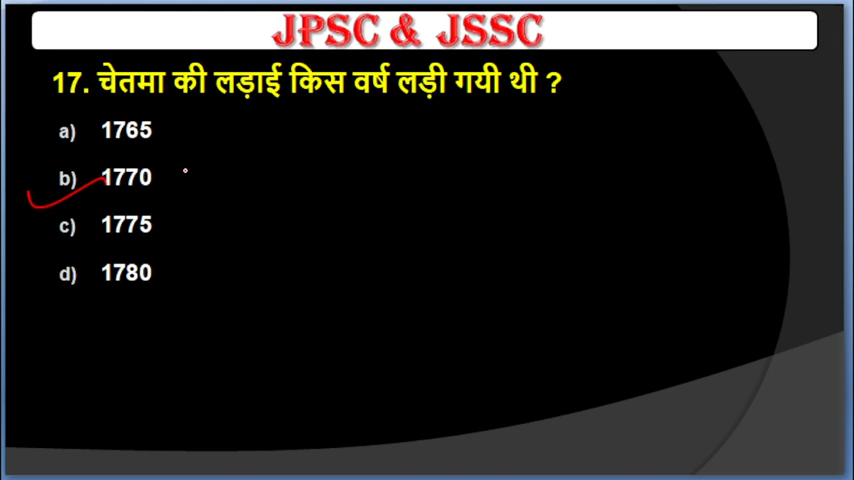 JPSC & JSSC
17. चेतमा की लड़ाई किस वर्ष लड़ी गयी थी ?
a) 1765
b) 1770
c) 1775
d) 1780